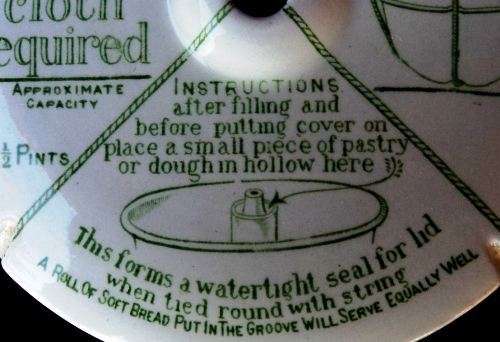 cloth
equired
APPROXIMATE
CAPACITY
½ PINTS
INSTRUCTIONS
after filling and
before putting cover on
place a small piece of pastry
or dough in hollow here
This forms a watertight seal for lid
when tied round with string
A ROLL OF SOFT BREAD PUT IN THE GROOVE WILL SERVE EQUALLY WELL